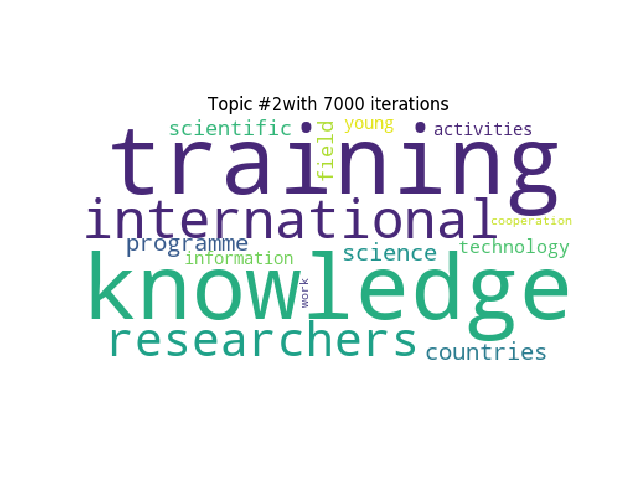 Topic #2with 7000 iterations
scientific
field
young
activities
training
international
cooperation
programme
information
science
technology
knowledge
work
researchers
countries